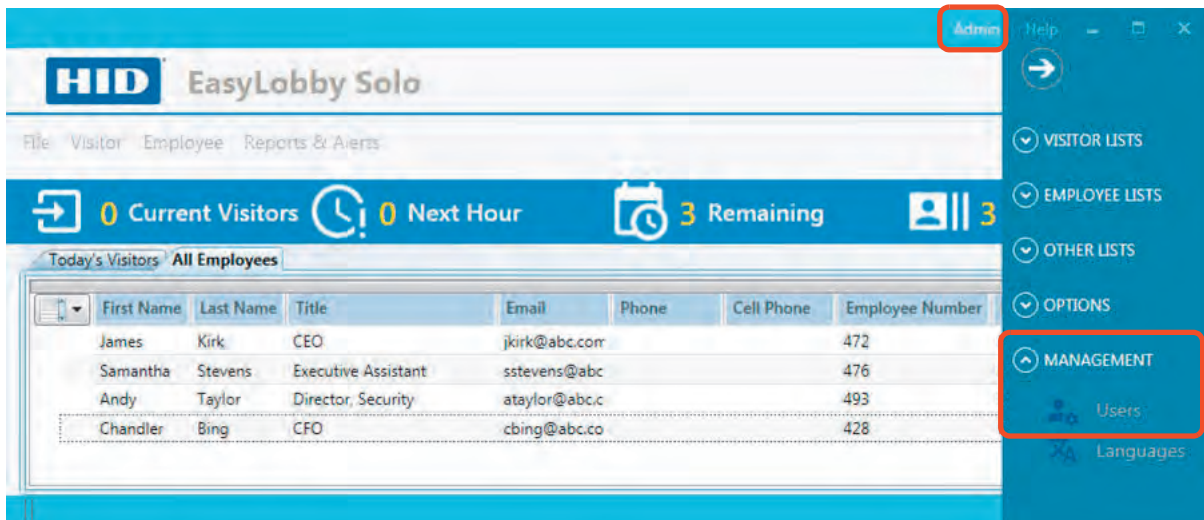 Admin Help
HID EasyLobby Solo
File Visitor Employee Reports & Alerts
0 Current Visitors 0 Next Hour 3 Remaining 3
Today's Visitors All Employees
First Name Last Name Title Email Phone Cell Phone Employee Number
James Kirk CEO jkirk@abc.com 472
Samantha Stevens Executive Assistant sstevens@abc 476
Andy Taylor Director, Security ataylor@abc.c 493
Chandler Bing CFO cbing@abc.co 428
VISITOR LISTS
EMPLOYEE LISTS
OTHER LISTS
OPTIONS
MANAGEMENT
Users
Languages